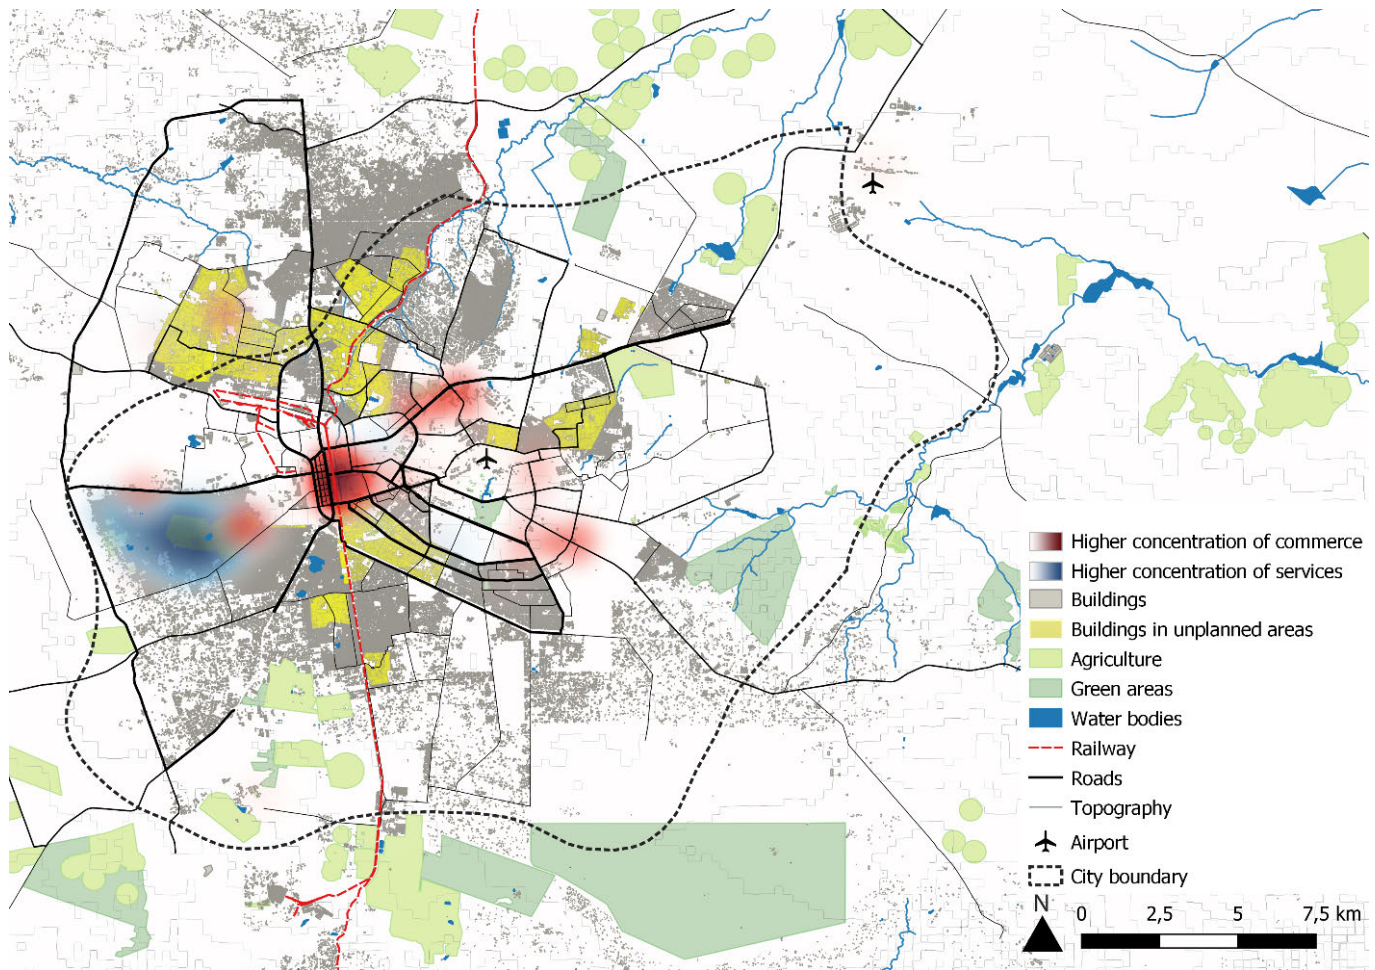 Higher concentration of commerce
Higher concentration of services
Buildings
Buildings in unplanned areas
Agriculture
Green areas
Water bodies
Railway
Roads
Topography
Airport
City boundary
N
0 2,5 5 7,5 km